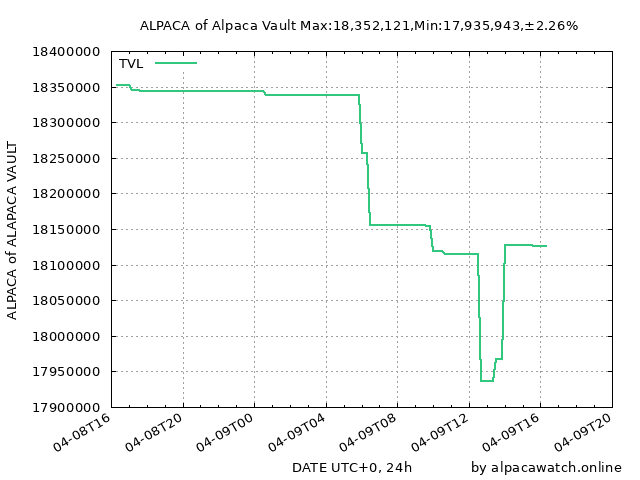 ALPACA of Alpaca Vault Max:18,352,121,Min:17,935,943,±2.26%
TVL
ALPACA of ALAPACA VAULT
18400000
18350000
18300000
18250000
18200000
18150000
18100000
18050000
18000000
17950000
17900000
04-08T16
04-08T20
04-09T00
04-09T04
04-09T08
04-09T12
04-09T16
04-09T20
DATE UTC+0, 24h
by alpacawatch.online